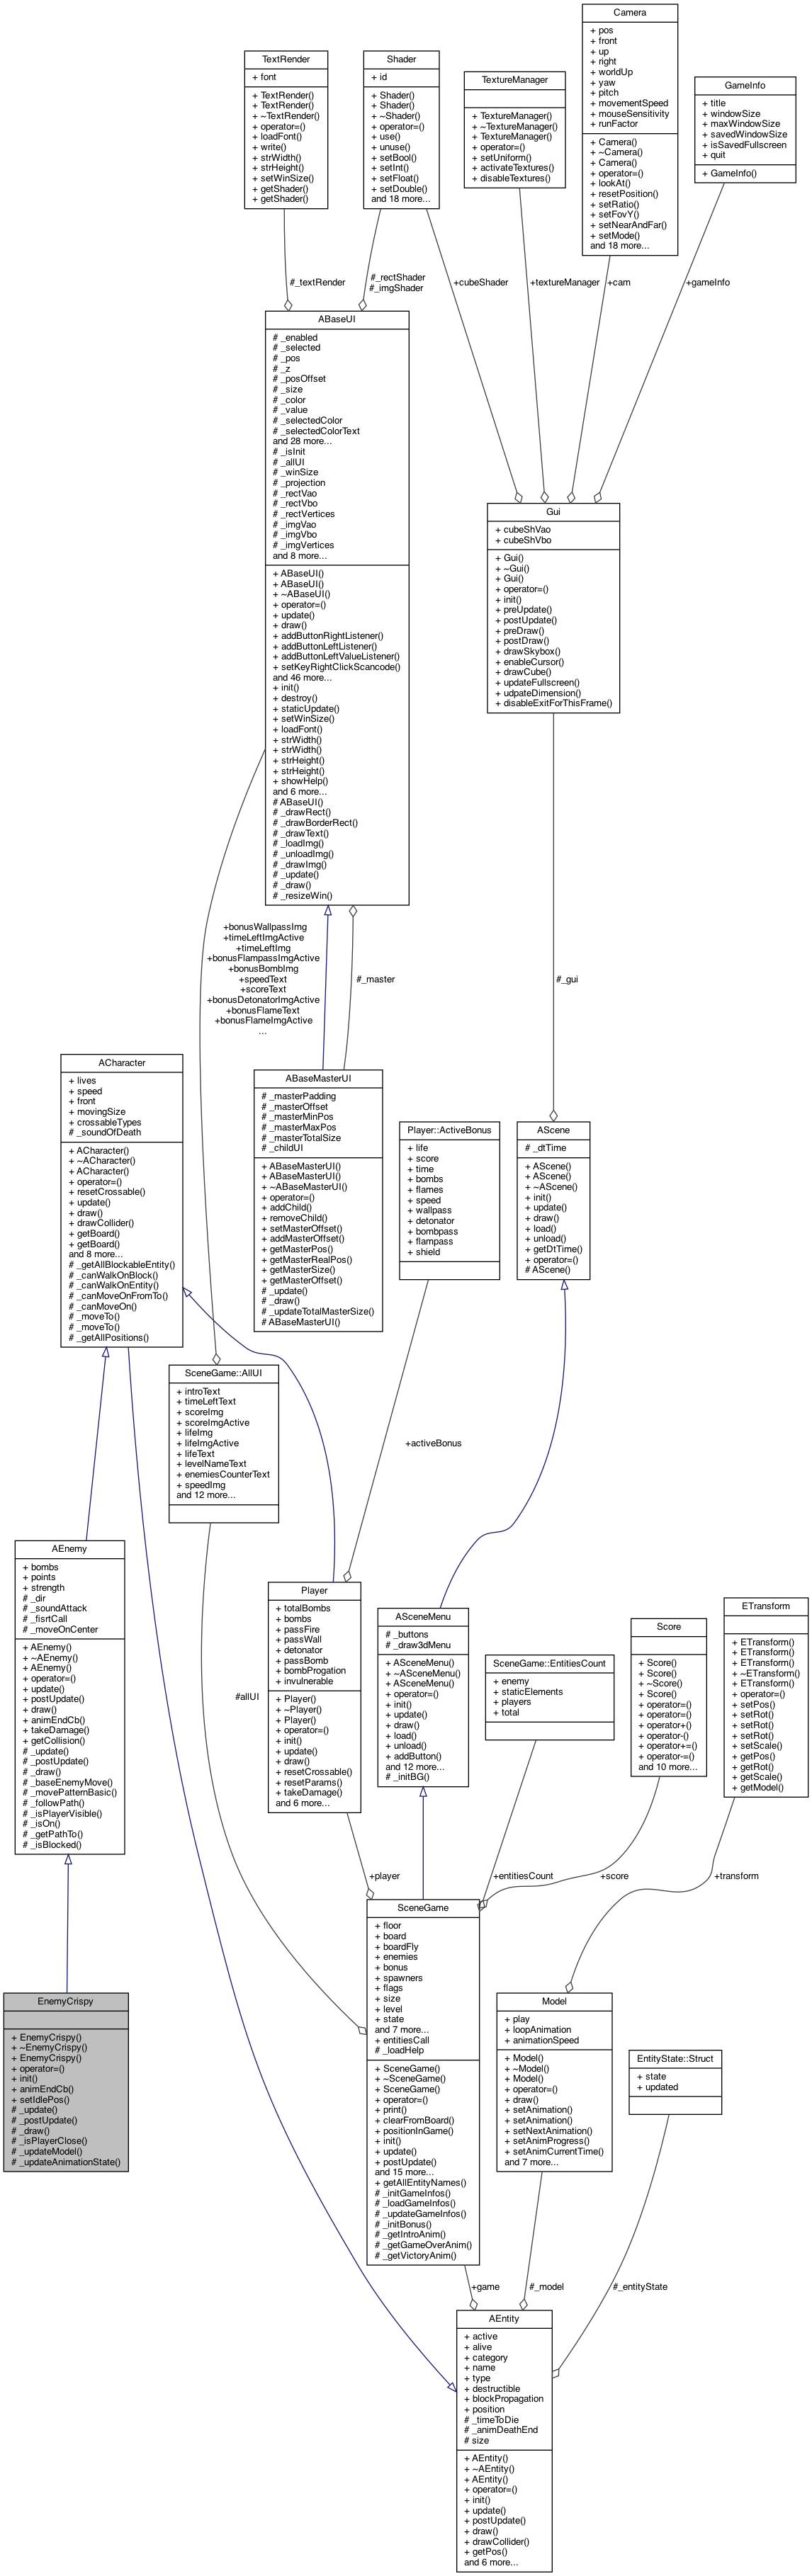 Camera
+ pos
+ front
+ up
+ right
+ worldUp
+ yaw
+ pitch
+ movementSpeed
+ mouseSensitivity
+ runFactor
+ Camera()
+ ~Camera()
+ Camera()
+ operator=()
+ lookAt()
+ resetPosition()
+ setRatio()
+ setFovY()
+ setNearAndFar()
+ setMode()
and 18 more...
TextRender
+ font
+ TextRender()
+ TextRender()
+ ~TextRender()
+ operator=()
+ loadFont()
+ write()
+ strWidth()
+ strHeight()
+ setWinSize()
+ getShader()
+ getShader()
Shader
+ id
+ Shader()
+ Shader()
+ ~Shader()
+ operator=()
+ use()
+ unuse()
+ setBool()
+ setInt()
+ setFloat()
+ setDouble()
and 18 more...
TextureManager
+ TextureManager()
+ ~TextureManager()
+ TextureManager()
+ operator=()
+ setUniform()
+ activateTextures()
+ disableTextures()
GameInfo
+ title
+ windowSize
+ maxWindowSize
+ savedWindowSize
+ isSavedFullscreen
+ quit
+ GameInfo()
#_textRender
#_rectShader
#_imgShader
+cubeShader
+textureManager
+cam
+gameInfo
ABaseUI
# _enabled
# _selected
# _pos
# _z
# _posOffset
# _size
# _color
# _value
# _selectedColor
# _selectedColorText
and 28 more...
# _isInit
# _allUI
# _winSize
# _projection
# _rectVao
# _rectVbo
# _rectVertices
# _imgVao
# _imgVbo
# _imgVertices
and 8 more...
+ ABaseUI()
+ ABaseUI()
+ ~ABaseUI()
+ operator=()
+ update()
+ draw()
+ addButtonRightListener()
+ addButtonLeftListener()
+ addButtonLeftValueListener()
+ setKeyRightClickScancode()
and 46 more...
+ init()
+ destroy()
+ staticUpdate()
+ setWinSize()
+ loadFont()
+ strWidth()
+ strWidth()
+ strHeight()
+ strHeight()
+ showHelp()
and 6 more...
# ABaseUI()
# _drawRect()
# _drawBorderRect()
# _drawText()
# _loadImg()
# _unloadImg()
# _drawImg()
# _update()
# _draw()
# _resizeWin()
Gui
+ cubeShVao
+ cubeShVbo
+ Gui()
+ ~Gui()
+ Gui()
+ operator=()
+ init()
+ preUpdate()
+ postUpdate()
+ preDraw()
+ postDraw()
+ drawSkybox()
+ enableCursor()
+ drawCube()
+ updateFullscreen()
+ udpateDimension()
+ disableExitForThisFrame()
+bonusWallpassImg
+timeLeftImgActive
+timeLeftImg
+bonusFlampassImgActive
+bonusBombImg
+speedText
+scoreText
+bonusDetonatorImgActive
+bonusFlameText
+bonusFlameImgActive
...
#_master
#_gui
ACharacter
+ lives
+ speed
+ front
+ movingSize
+ crossableTypes
# _soundOfDeath
+ ACharacter()
+ ~ACharacter()
+ ACharacter()
+ operator=()
+ resetCrossable()
+ update()
+ draw()
+ drawCollider()
+ getBoard()
+ getBoard()
and 8 more...
# _getAllBlockableEntity()
# _canWalkOnBlock()
# _canWalkOnEntity()
# _canMoveOnFromTo()
# _canMoveOn()
# _moveTo()
# _moveTo()
# _getAllPositions()
ABaseMasterUI
# _masterPadding
# _masterOffset
# _masterMinPos
# _masterMaxPos
# _masterTotalSize
# _childUI
+ ABaseMasterUI()
+ ABaseMasterUI()
+ ~ABaseMasterUI()
+ operator=()
+ addChild()
+ removeChild()
+ setMasterOffset()
+ addMasterOffset()
+ getMasterPos()
+ getMasterRealPos()
+ getMasterSize()
+ getMasterOffset()
# _update()
# _draw()
# _updateTotalMasterSize()
# ABaseMasterUI()
Player::ActiveBonus
+ life
+ score
+ time
+ bombs
+ flames
+ speed
+ wallpass
+ detonator
+ bombpass
+ flampass
+ shield
AScene
# _dtTime
+ AScene()
+ AScene()
+ ~AScene()
+ init()
+ update()
+ draw()
+ load()
+ unload()
+ getDtTime()
+ operator=()
# AScene()
SceneGame::AllUI
+ introText
+ timeLeftText
+ scoreImg
+ scoreImgActive
+ lifeImg
+ lifeImgActive
+ lifeText
+ levelNameText
+ enemiesCounterText
+ speedImg
and 12 more...
+activeBonus
AEnemy
+ bombs
+ points
+ strength
# _dir
# _soundAttack
# _fisrtCall
# _moveOnCenter
+ AEnemy()
+ ~AEnemy()
+ AEnemy()
+ operator=()
+ update()
+ postUpdate()
+ draw()
+ animEndCb()
+ takeDamage()
+ getCollision()
# _update()
# _postUpdate()
# _draw()
# _baseEnemyMove()
# _movePatternBasic()
# _followPath()
# _isPlayerVisible()
# _isOn()
# _getPathTo()
# _isBlocked()
#allUI
Player
+ totalBombs
+ bombs
+ passFire
+ passWall
+ detonator
+ passBomb
+ bombProgation
+ invulnerable
+ Player()
+ ~Player()
+ Player()
+ operator=()
+ init()
+ update()
+ draw()
+ resetCrossable()
+ resetParams()
+ takeDamage()
and 6 more...
ASceneMenu
# _buttons
# _draw3dMenu
+ ASceneMenu()
+ ~ASceneMenu()
+ ASceneMenu()
+ operator=()
+ init()
+ update()
+ draw()
+ load()
+ unload()
+ addButton()
and 12 more...
# _initBG()
SceneGame::EntitiesCount
+ enemy
+ staticElements
+ players
+ total
Score
+ Score()
+ Score()
+ ~Score()
+ Score()
+ operator=()
+ operator=()
+ operator+()
+ operator-()
+ operator+=()
+ operator-=()
and 10 more...
ETransform
+ ETransform()
+ ETransform()
+ ETransform()
+ ~ETransform()
+ ETransform()
+ operator=()
+ setPos()
+ setRot()
+ setRot()
+ setRot()
+ setScale()
+ getPos()
+ getRot()
+ getScale()
+ getModel()
+player
+entitiesCount
+score
+transform
EnemyCrispy
+ EnemyCrispy()
+ ~EnemyCrispy()
+ EnemyCrispy()
+ operator=()
+ init()
+ animEndCb()
+ setIdlePos()
# _update()
# _postUpdate()
# _draw()
# _isPlayerClose()
# _updateModel()
# _updateAnimationState()
SceneGame
+ floor
+ board
+ boardFly
+ enemies
+ bonus
+ spawners
+ flags
+ size
+ level
+ state
and 7 more...
+ entitiesCall
# _loadHelp
+ SceneGame()
+ ~SceneGame()
+ SceneGame()
+ operator=()
+ print()
+ clearFromBoard()
+ positionInGame()
+ init()
+ update()
+ postUpdate()
and 15 more...
+ getAllEntityNames()
# _initGameInfos()
# _loadGameInfos()
# _updateGameInfos()
# _initBonus()
# _getIntroAnim()
# _getGameOverAnim()
# _getVictoryAnim()
Model
+ play
+ loopAnimation
+ animationSpeed
+ Model()
+ ~Model()
+ Model()
+ operator=()
+ draw()
+ setAnimation()
+ setAnimation()
+ setNextAnimation()
+ setAnimProgress()
+ setAnimCurrentTime()
and 7 more...
EntityState::Struct
+ state
+ updated
+game
#_model
#_entityState
AEntity
+ active
+ alive
+ category
+ name
+ type
+ destructible
+ blockPropagation
+ position
# _timeToDie
# _animDeathEnd
# size
+ AEntity()
+ ~AEntity()
+ AEntity()
+ operator=()
+ init()
+ update()
+ postUpdate()
+ draw()
+ drawCollider()
+ getPos()
and 6 more...